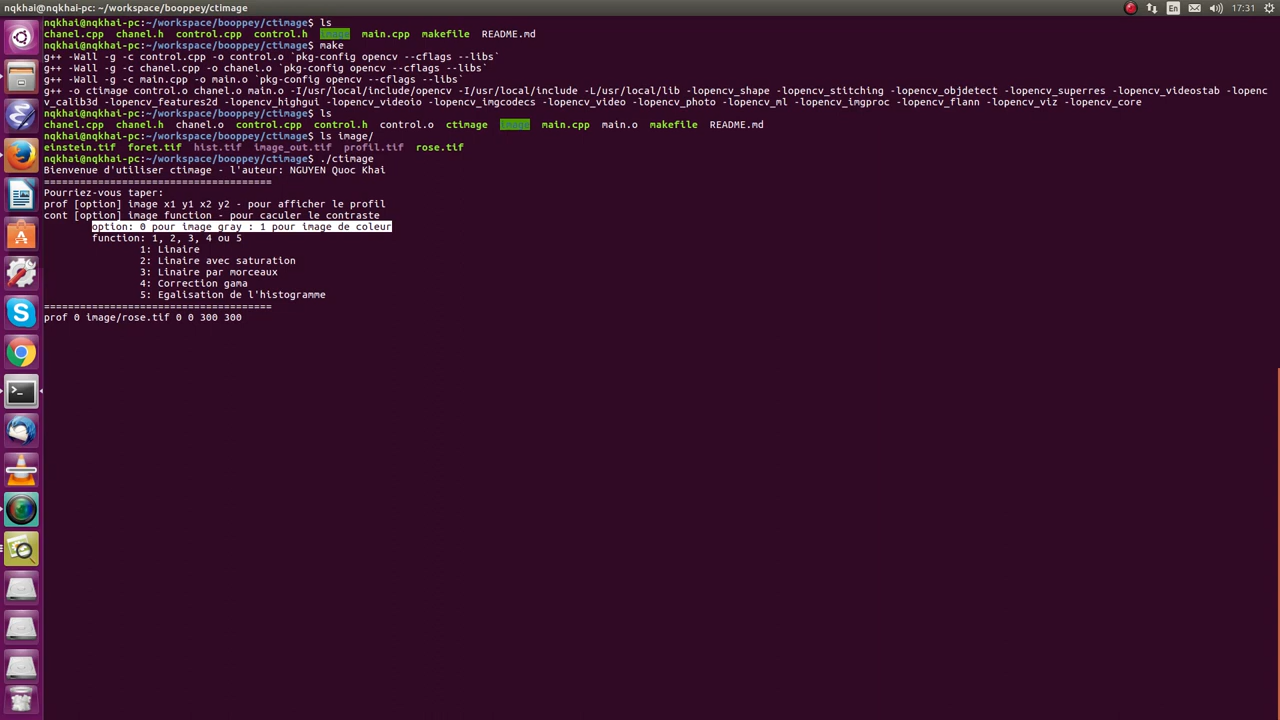 nqkhai@nqkhai-pc: ~/workspace/booppey/ctimage
En
17:31
nqkhai@nqkhai-pc:~/workspace/booppey/ctimage$ ls
chanel.cpp chanel.h control.cpp control.h image main.cpp makefile README.md
nqkhai@nqkhai-pc:~/workspace/booppey/ctimage$ make
g++ -Wall -g -c control.cpp -o control.o `pkg-config opencv --cflags --libs`
g++ -Wall -g -c chanel.cpp -o chanel.o `pkg-config opencv --cflags --libs`
g++ -Wall -g -c main.cpp -o main.o `pkg-config opencv --cflags --libs`
g++ -o ctimage control.o chanel.o main.o -I/usr/local/include/opencv -I/usr/local/include -L/usr/local/lib -lopencv_shape -lopencv_stitching -lopencv_objdetect -lopencv_superres -lopencv_videostab -lopenc
v_calib3d -lopencv_features2d -lopencv_highgui -lopencv_videoio -lopencv_imgcodecs -lopencv_video -lopencv_photo -lopencv_ml -lopencv_imgproc -lopencv_flann -lopencv_viz -lopencv_core
nqkhai@nqkhai-pc:~/workspace/booppey/ctimage$ ls
chanel.cpp chanel.h chanel.o control.cpp control.h control.o ctimage image main.cpp main.o makefile README.md
nqkhai@nqkhai-pc:~/workspace/booppey/ctimage$ ls image/
einstein.tif foret.tif hist.tif image_out.tif profil.tif rose.tif
nqkhai@nqkhai-pc:~/workspace/booppey/ctimage$ ./ctimage
Bienvenue d'utiliser ctimage - l'auteur: NGUYEN Quoc Khai
======================================
Pourriez-vous taper:
prof [option] image x1 y1 x2 y2 - pour afficher le profil
cont [option] image function - pour caculer le contraste
option: 0 pour image gray : 1 pour image de coleur
function: 1, 2, 3, 4 ou 5
1: Linaire
2: Linaire avec saturation
3: Linaire par morceaux
4: Correction gama
5: Egalisation de l'histogramme
======================================
prof 0 image/rose.tif 0 0 300 300